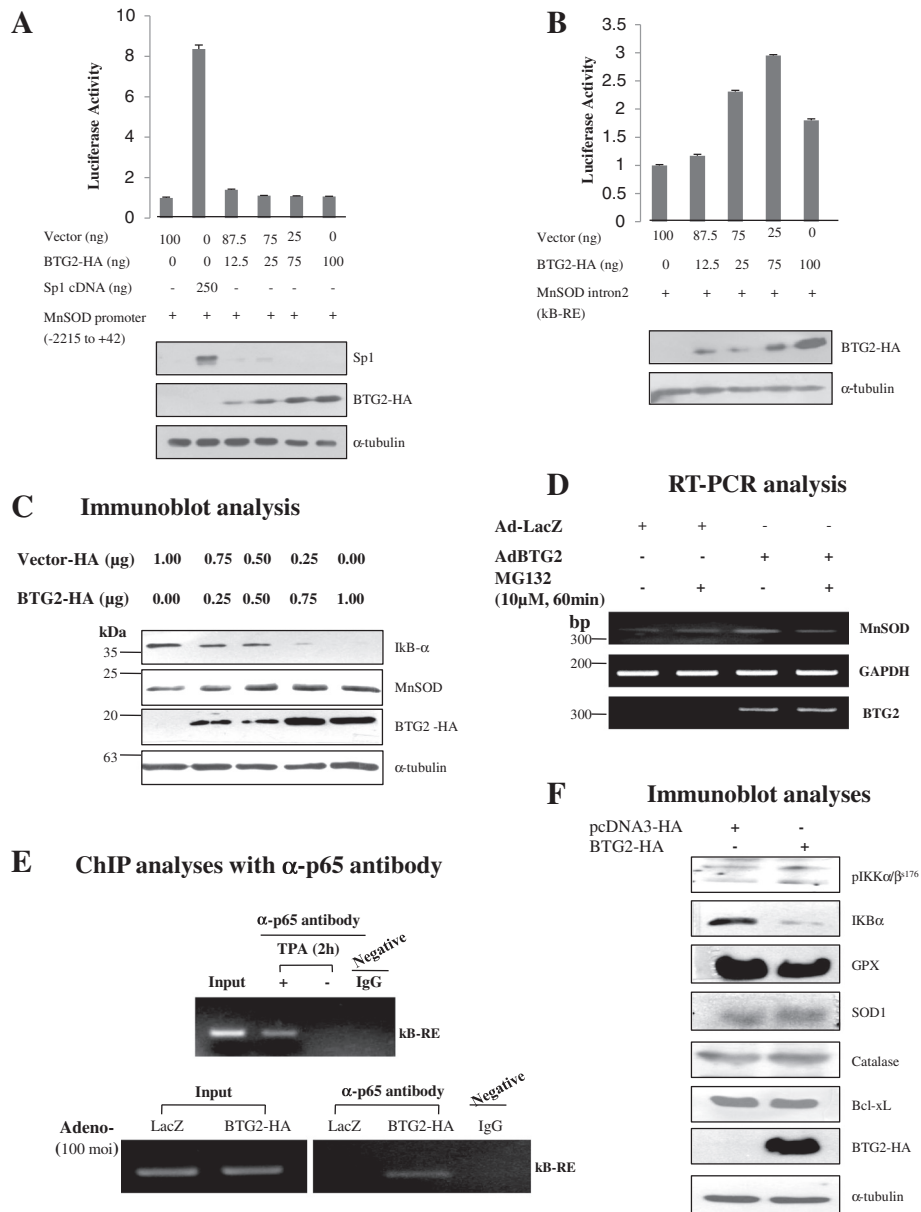 A
10
8
6
4
2
0
Luciferase Activity
Vector (ng) 100 0 87.5 75 25 0
BTG2-HA (ng) 0 0 12.5 25 75 100
Sp1 cDNA (ng) - 250 - - - -
MnSOD promoter + + + + + +
(-2215 to +42)
Sp1
BTG2-HA
α-tubulin
B
3.5
3
2.5
2
1.5
1
0.5
0
Luciferase Activity
Vector (ng) 100 87.5 75 25 0
BTG2-HA (ng) 0 12.5 25 75 100
MnSOD intron2 + + + + +
(kB-RE)
BTG2-HA
α-tubulin
C Immunoblot analysis
Vector-HA (µg) 1.00 0.75 0.50 0.25 0.00
BTG2-HA (µg) 0.00 0.25 0.50 0.75 1.00
kDa
35 IkB-α
25 MnSOD
20 BTG2 -HA
63 α-tubulin
D RT-PCR analysis
Ad-LacZ + + - -
AdBTG2 - - + +
MG132 - + - +
(10µM, 60min)
bp
300 MnSOD
200 GAPDH
300 BTG2
E ChIP analyses with α-p65 antibody
α-p65 antibody
TPA (2h) Negative
Input + - IgG
kB-RE
Input α-p65 antibody Negative
Adeno- LacZ BTG2-HA LacZ BTG2-HA IgG
(100 moi)
kB-RE
F Immunoblot analyses
pcDNA3-HA + -
BTG2-HA - +
pIKKα/βˢ¹⁷⁶
IKBα
GPX
SOD1
Catalase
Bcl-xL
BTG2-HA
α-tubulin